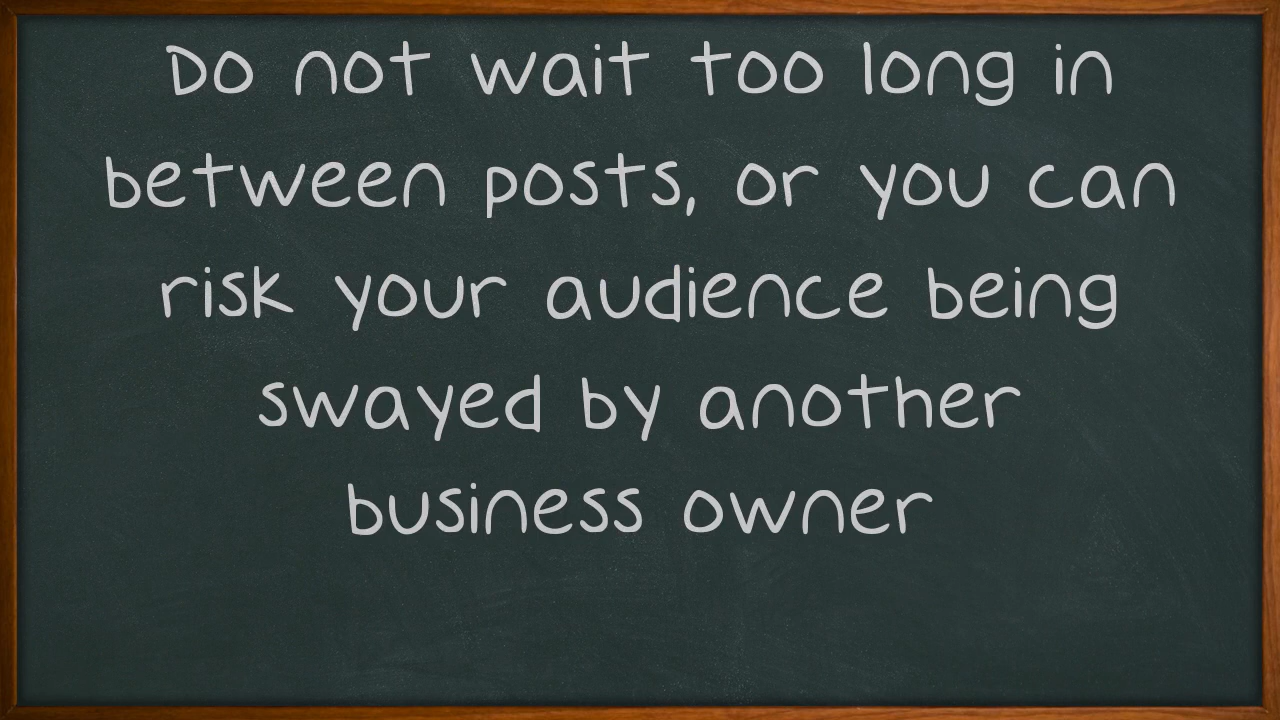 Do not wait too long in
between posts, or you can
risk your audience being
swayed by another
business owner